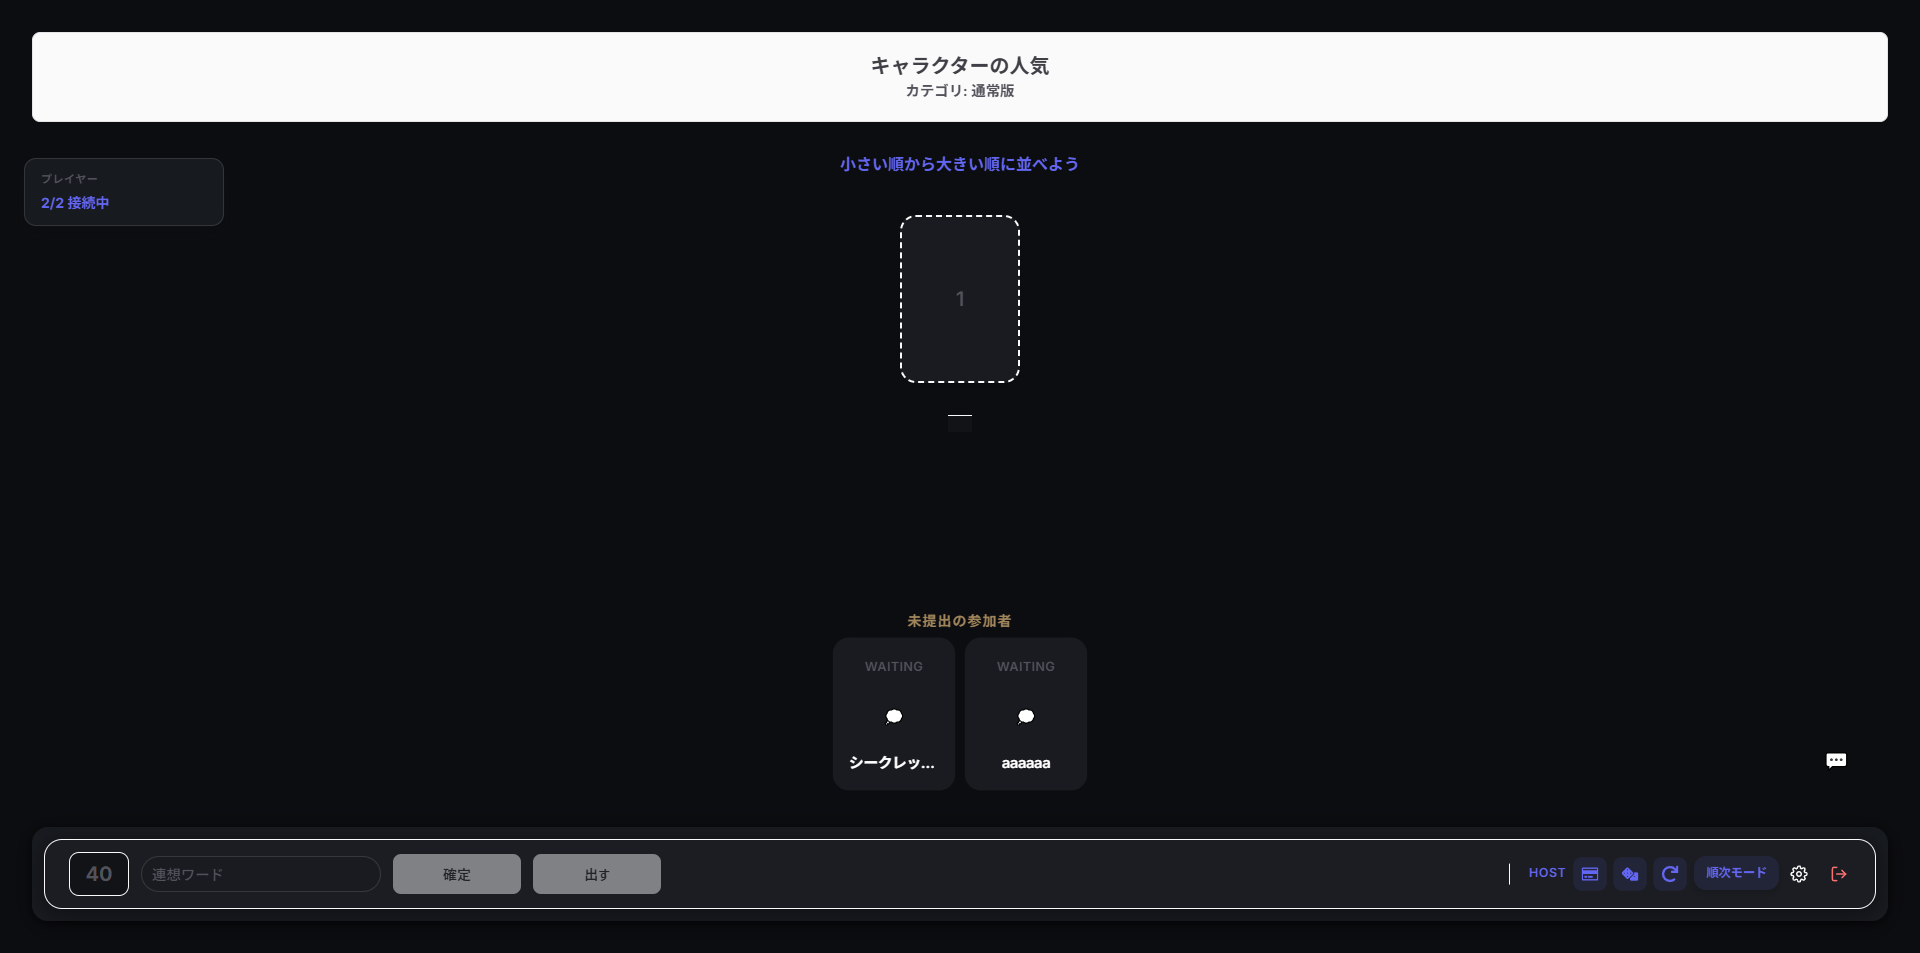 キャラクターの人気
カテゴリ: 通常版
プレイヤー
2/2 接続中
小さい順から大きい順に並べよう
1
未提出の参加者
WAITING
シークレッ...
WAITING
aaaaaa
40
連想ワード
確定
出す
HOST
順次モード